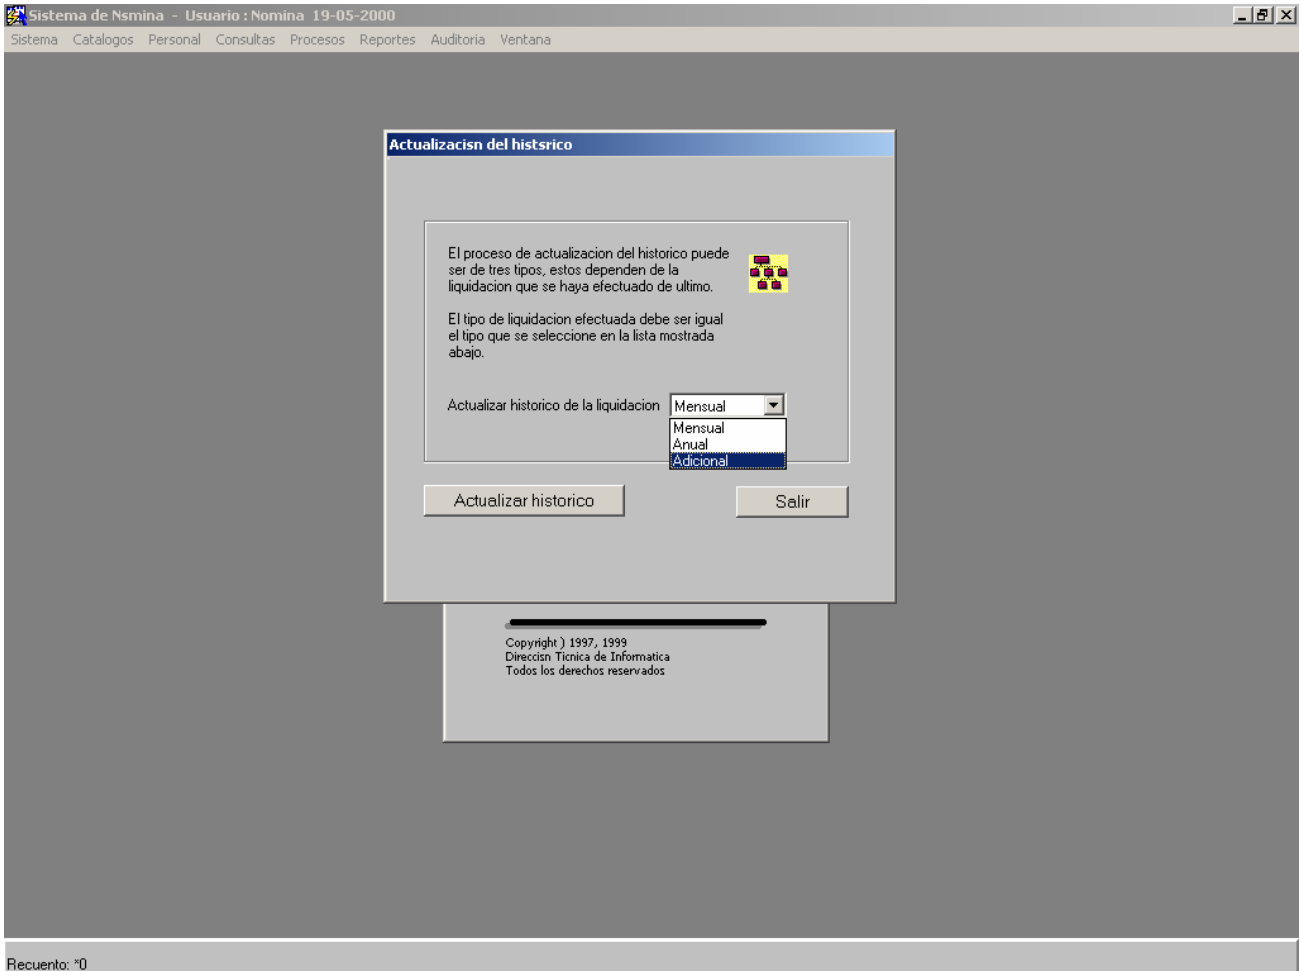 Sistema de Nsmina - Usuario : Nomina 19-05-2000
Sistema Catalogos Personal Consultas Procesos Reportes Auditoria Ventana
Actualizacisn del histsrico
El proceso de actualizacion del historico puede
ser de tres tipos, estos dependen de la
liquidacion que se haya efectuado de ultimo.
El tipo de liquidacion efectuada debe ser igual
el tipo que se seleccione en la lista mostrada
abajo.
Actualizar historico de la liquidacion Mensual
Mensual
Anual
Adicional
Actualizar historico Salir
Copyright ) 1997, 1999
Direccisn Ticnica de Informatica
Todos los derechos reservados
Recuento: *0